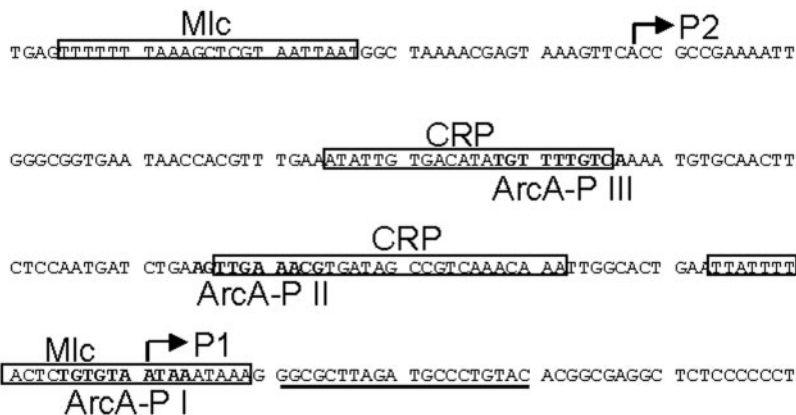 Mlc P2
TGAGTTTTTT TAAAGCTCGT AATTAATGGC TAAAACGAGT AAAGTTCACC GCCGAAAATT
CRP
GGGCGGTGAA TAACCACGTT TGAAATATTG TGACATATGT TTTGTCAAAA TGTGCAACTT
ArcA-P III
CRP
CTCCAATGAT CTGAAGTTGA AACGTGATAG CCGTCAAACA AATTGGCACT GAATTATTTT
ArcA-P II
Mlc P1
ACTCTGTGTA ATAAATAAAG GGCGCTTAGA TGCCCTGTAC ACGGCGAGGC TCTCCCCCCT
ArcA-P I